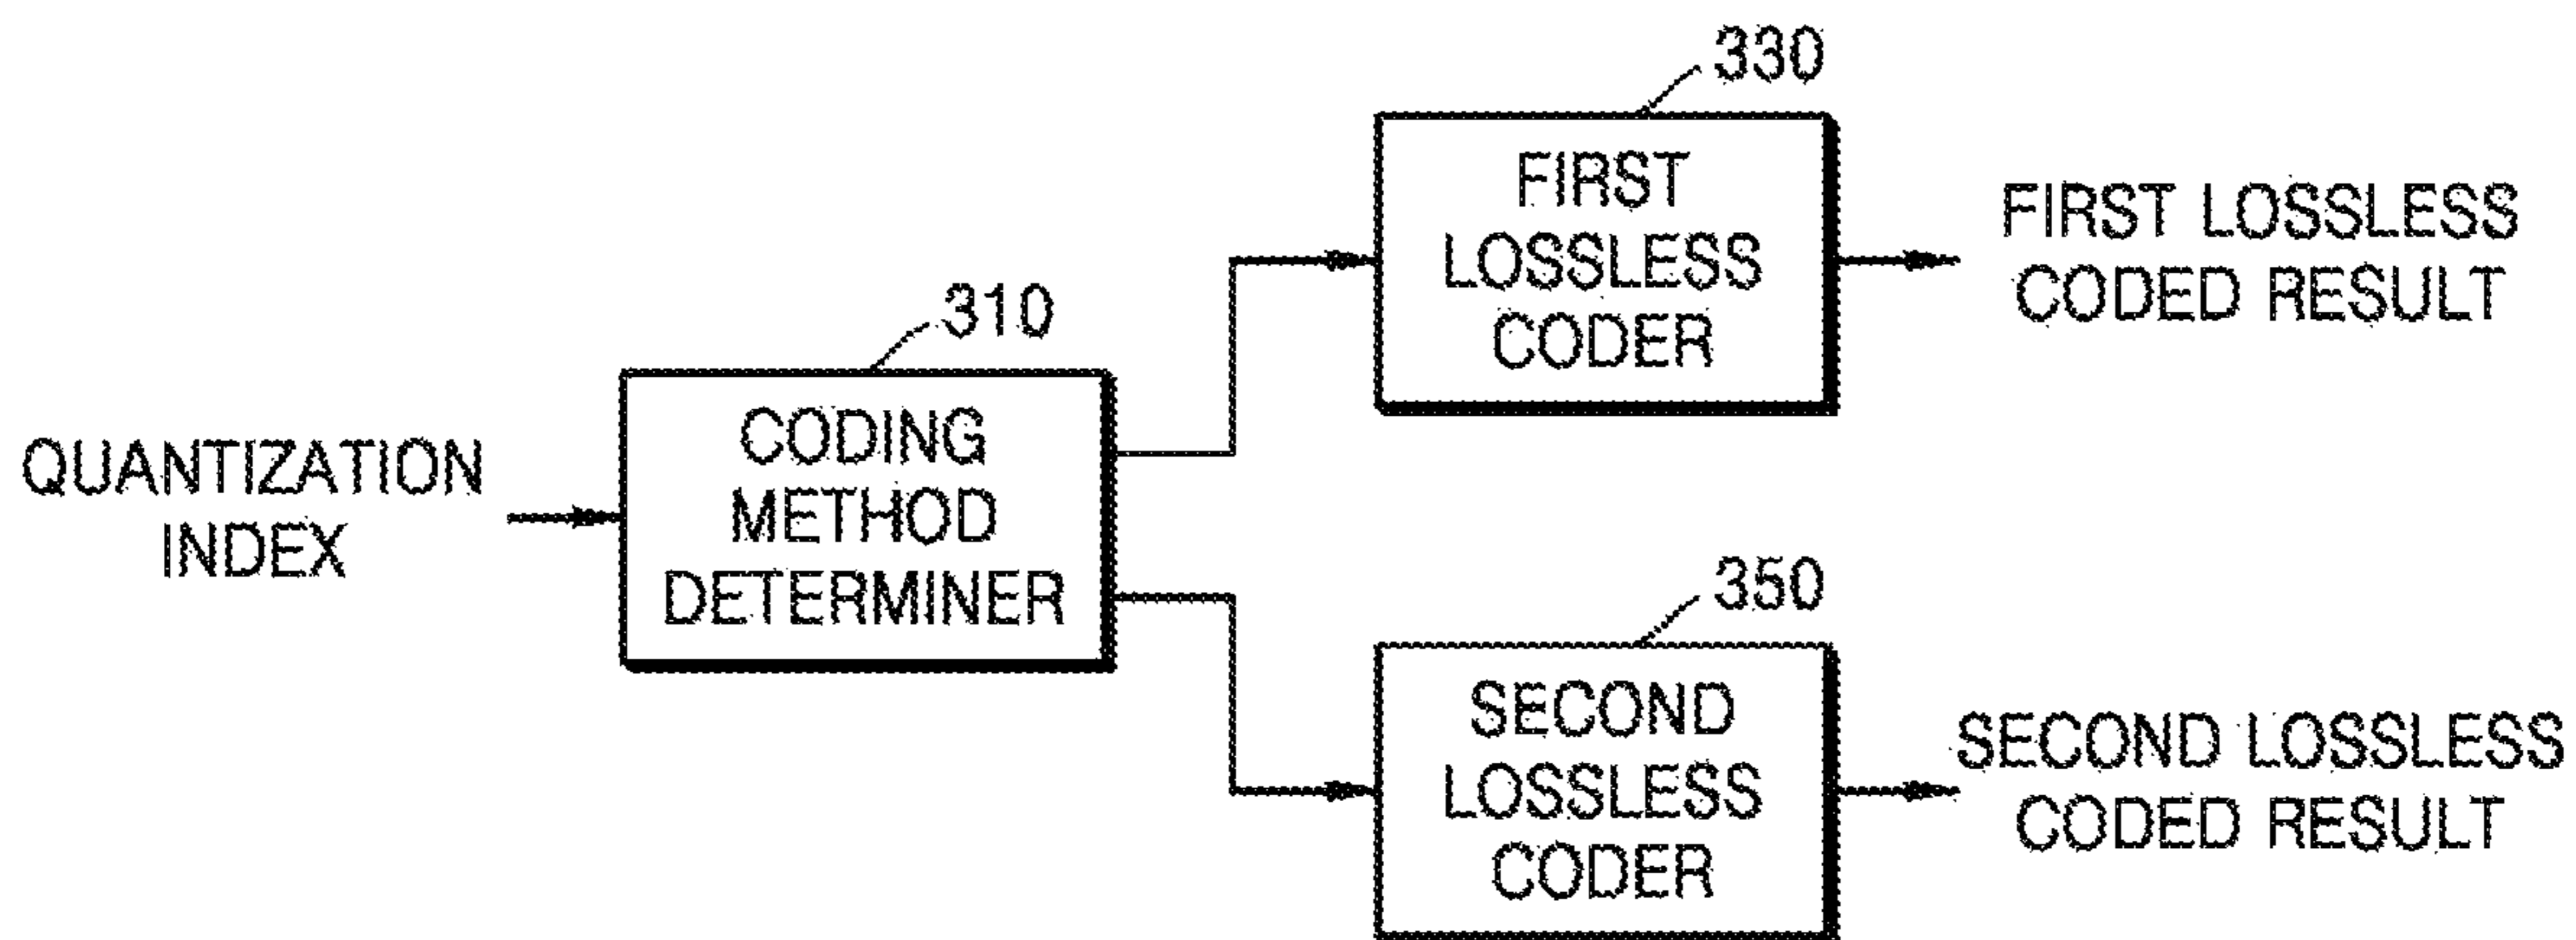 QUANTIZATION
INDEX
310
CODING
METHOD
DETERMINER
330
FIRST
LOSSLESS
CODER
FIRST LOSSLESS
CODED RESULT
350
SECOND
LOSSLESS
CODER
SECOND LOSSLESS
CODED RESULT